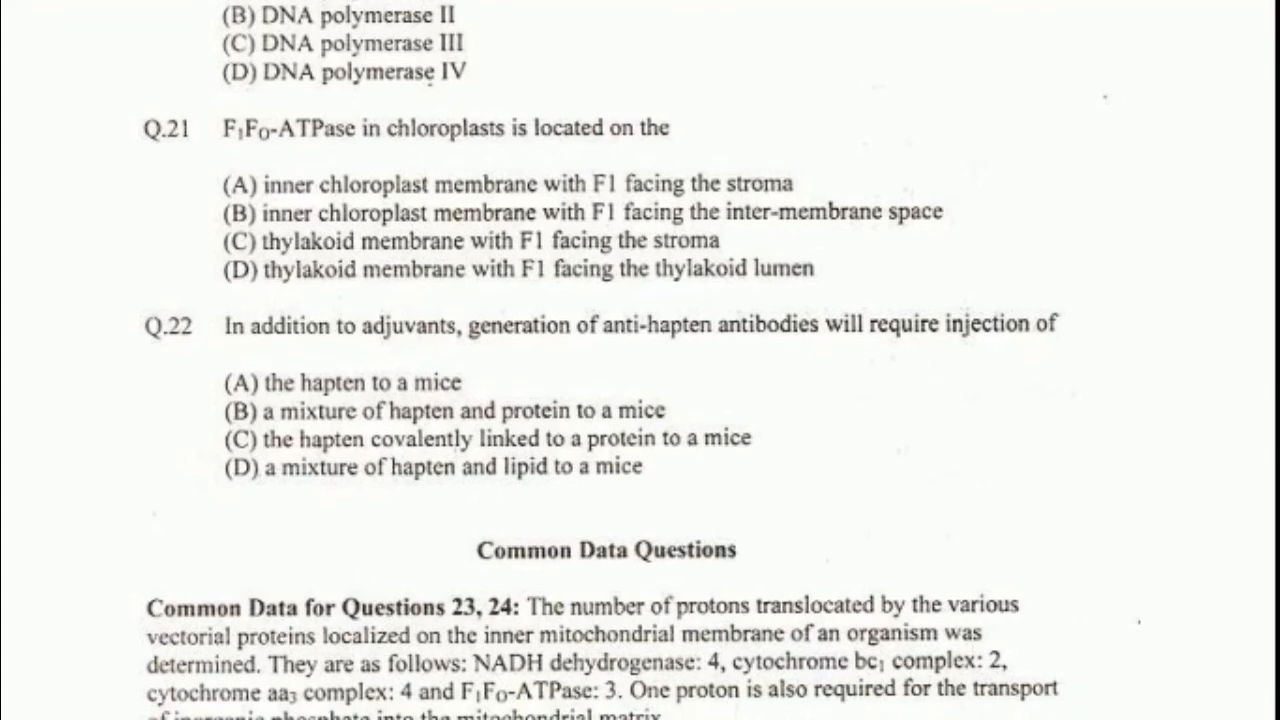 (B) DNA polymerase II
(C) DNA polymerase III
(D) DNA polymerase IV
Q.21 F₁F₀-ATPase in chloroplasts is located on the
(A) inner chloroplast membrane with F1 facing the stroma
(B) inner chloroplast membrane with F1 facing the inter-membrane space
(C) thylakoid membrane with F1 facing the stroma
(D) thylakoid membrane with F1 facing the thylakoid lumen
Q.22 In addition to adjuvants, generation of anti-hapten antibodies will require injection of
(A) the hapten to a mice
(B) a mixture of hapten and protein to a mice
(C) the hapten covalently linked to a protein to a mice
(D) a mixture of hapten and lipid to a mice
Common Data Questions
Common Data for Questions 23, 24: The number of protons translocated by the various
vectorial proteins localized on the inner mitochondrial membrane of an organism was
determined. They are as follows: NADH dehydrogenase: 4, cytochrome bc₁ complex: 2,
cytochrome aa₃ complex: 4 and F₁F₀-ATPase: 3. One proton is also required for the transport
of inorganic phosphate into the mitochondrial matrix.